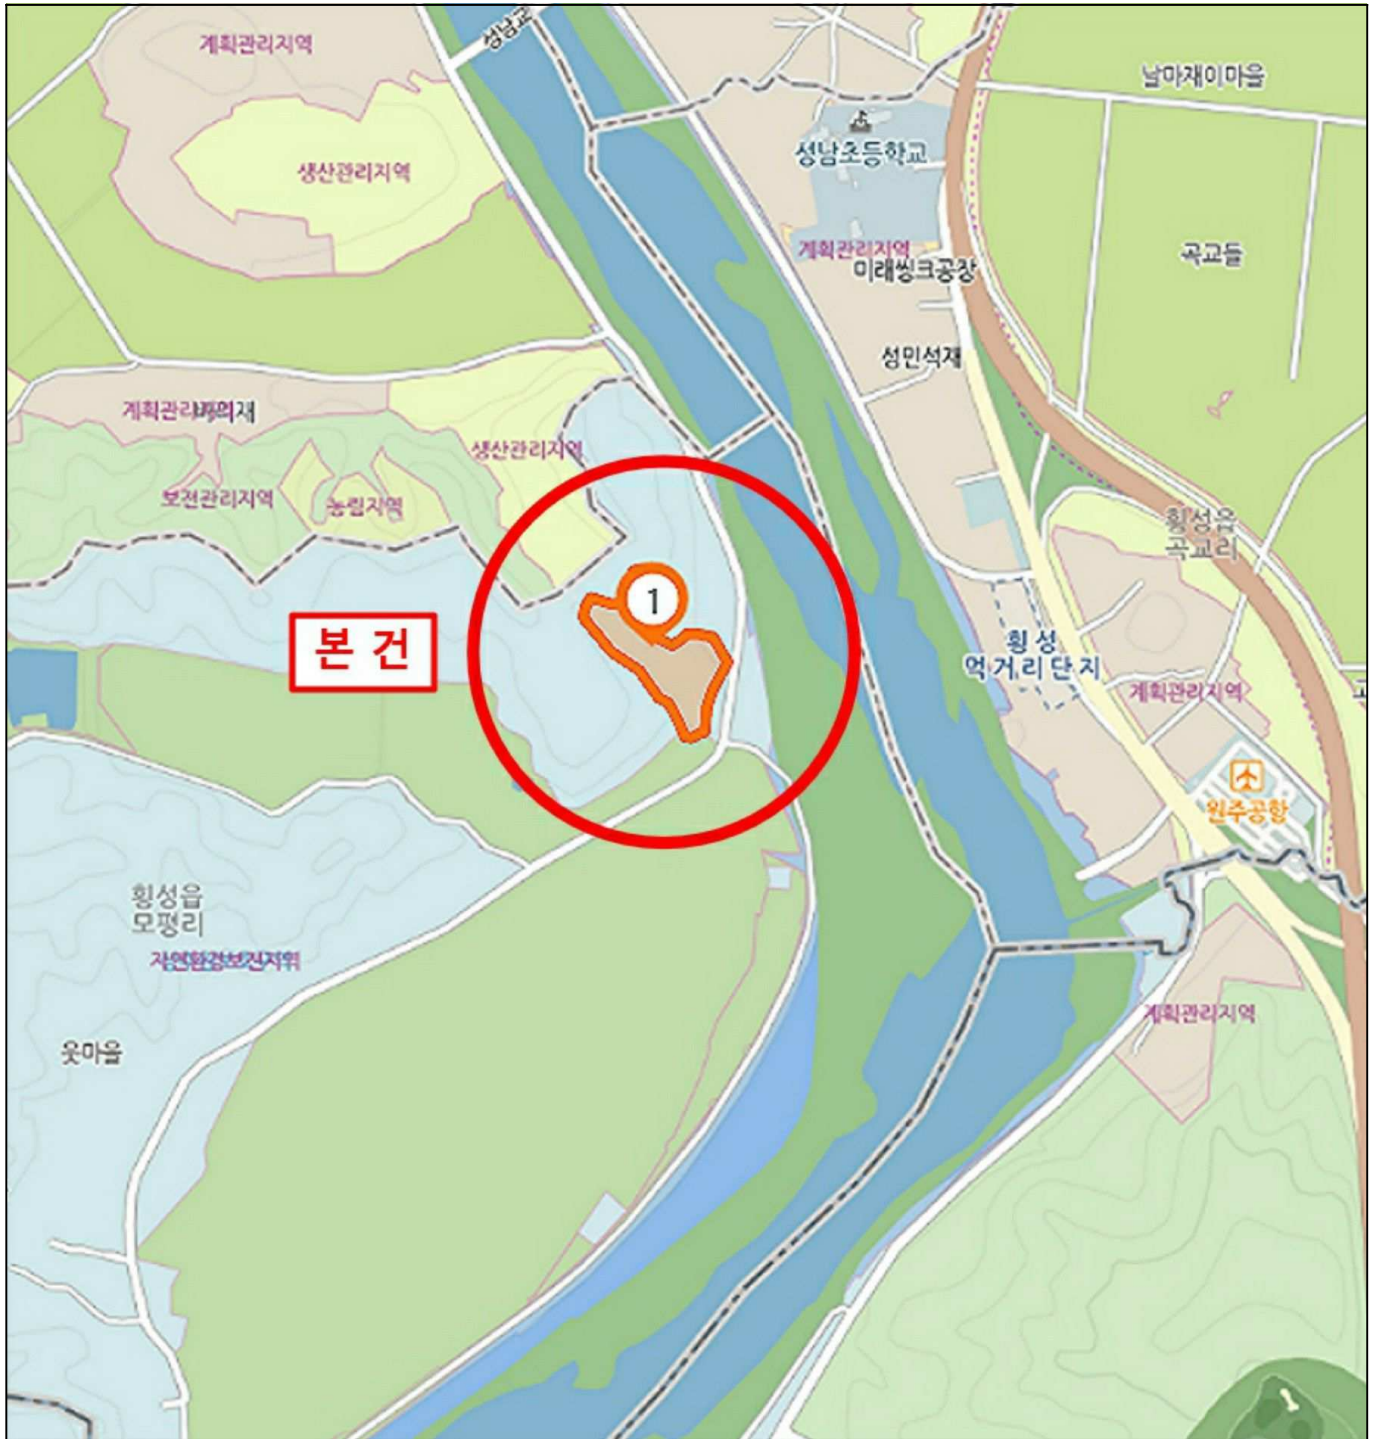 계획관리지역
성남교
날마재이마을
성남초등학교
생산관리지역
계획관리지역
미래씽크공장
곡교들
성민석재
생산관리지역
보전관리지역
농림지역
횡성읍
곡교리
1
본 건
횡성
먹거리단지
계획관리지역
원주공항
횡성읍
모평리
자연환경보전지역
계획관리지역
웃마을